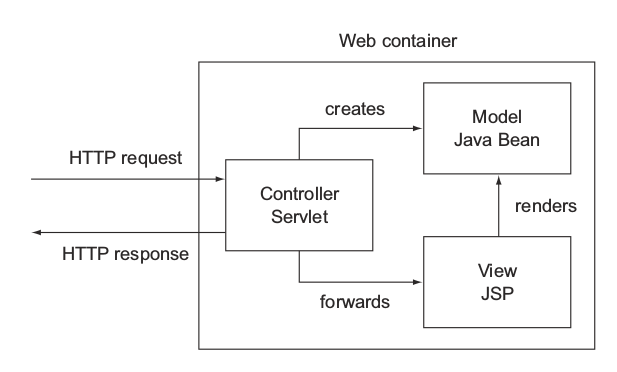 Web container
creates
Model
Java Bean
HTTP request
Controller
Servlet
renders
HTTP response
View
JSP
forwards